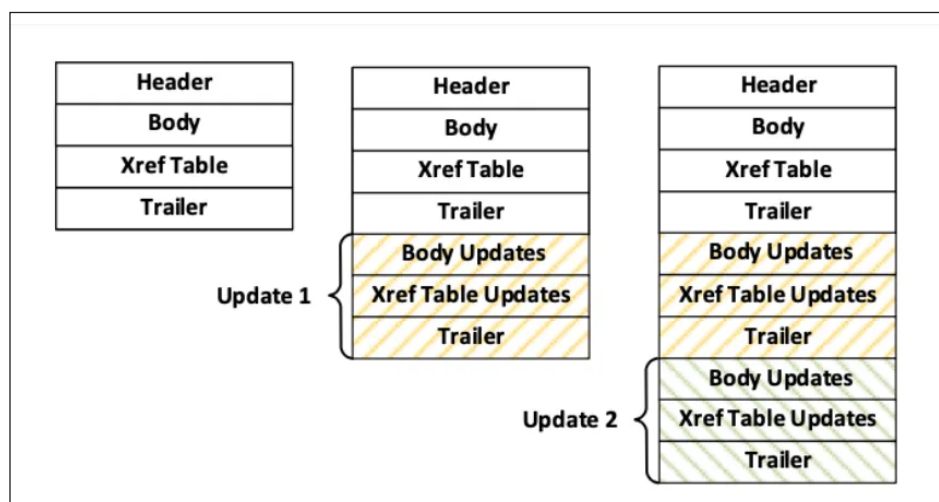 Header
Body
Xref Table
Trailer
Header
Body
Xref Table
Trailer
Update 1
Body Updates
Xref Table Updates
Trailer
Header
Body
Xref Table
Trailer
Body Updates
Xref Table Updates
Trailer
Update 2
Body Updates
Xref Table Updates
Trailer